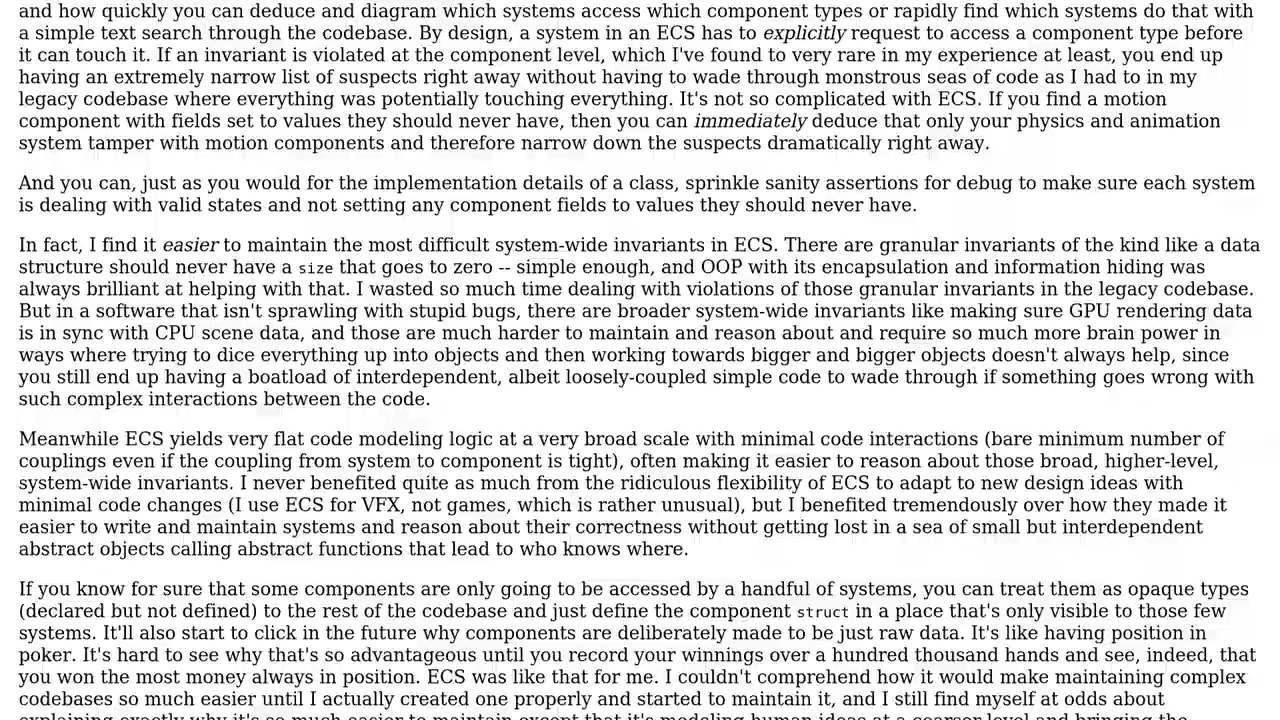 and how quickly you can deduce and diagram which systems access which component types or rapidly find which systems do that with
a simple text search through the codebase. By design, a system in an ECS has to explicitly request to access a component type before
it can touch it. If an invariant is violated at the component level, which I've found to very rare in my experience at least, you end up
having an extremely narrow list of suspects right away without having to wade through monstrous seas of code as I had to in my
legacy codebase where everything was potentially touching everything. It's not so complicated with ECS. If you find a motion
component with fields set to values they should never have, then you can immediately deduce that only your physics and animation
system tamper with motion components and therefore narrow down the suspects dramatically right away.
And you can, just as you would for the implementation details of a class, sprinkle sanity assertions for debug to make sure each system
is dealing with valid states and not setting any component fields to values they should never have.
In fact, I find it easier to maintain the most difficult system-wide invariants in ECS. There are granular invariants of the kind like a data
structure should never have a size that goes to zero -- simple enough, and OOP with its encapsulation and information hiding was
always brilliant at helping with that. I wasted so much time dealing with violations of those granular invariants in the legacy codebase.
But in a software that isn't sprawling with stupid bugs, there are broader system-wide invariants like making sure GPU rendering data
is in sync with CPU scene data, and those are much harder to maintain and reason about and require so much more brain power in
ways where trying to dice everything up into objects and then working towards bigger and bigger objects doesn't always help, since
you still end up having a boatload of interdependent, albeit loosely-coupled simple code to wade through if something goes wrong with
such complex interactions between the code.
Meanwhile ECS yields very flat code modeling logic at a very broad scale with minimal code interactions (bare minimum number of
couplings even if the coupling from system to component is tight), often making it easier to reason about those broad, higher-level,
system-wide invariants. I never benefited quite as much from the ridiculous flexibility of ECS to adapt to new design ideas with
minimal code changes (I use ECS for VFX, not games, which is rather unusual), but I benefited tremendously over how they made it
easier to write and maintain systems and reason about their correctness without getting lost in a sea of small but interdependent
abstract objects calling abstract functions that lead to who knows where.
If you know for sure that some components are only going to be accessed by a handful of systems, you can treat them as opaque types
(declared but not defined) to the rest of the codebase and just define the component struct in a place that's only visible to those few
systems. It'll also start to click in the future why components are deliberately made to be just raw data. It's like having position in
poker. It's hard to see why that's so advantageous until you record your winnings over a hundred thousand hands and see, indeed, that
you won the most money always in position. ECS was like that for me. I couldn't comprehend how it would make maintaining complex
codebases so much easier until I actually created one properly and started to maintain it, and I still find myself at odds about
explaining exactly why it's so much easier to maintain except that it's modeling human ideas at a coarser level and bringing the